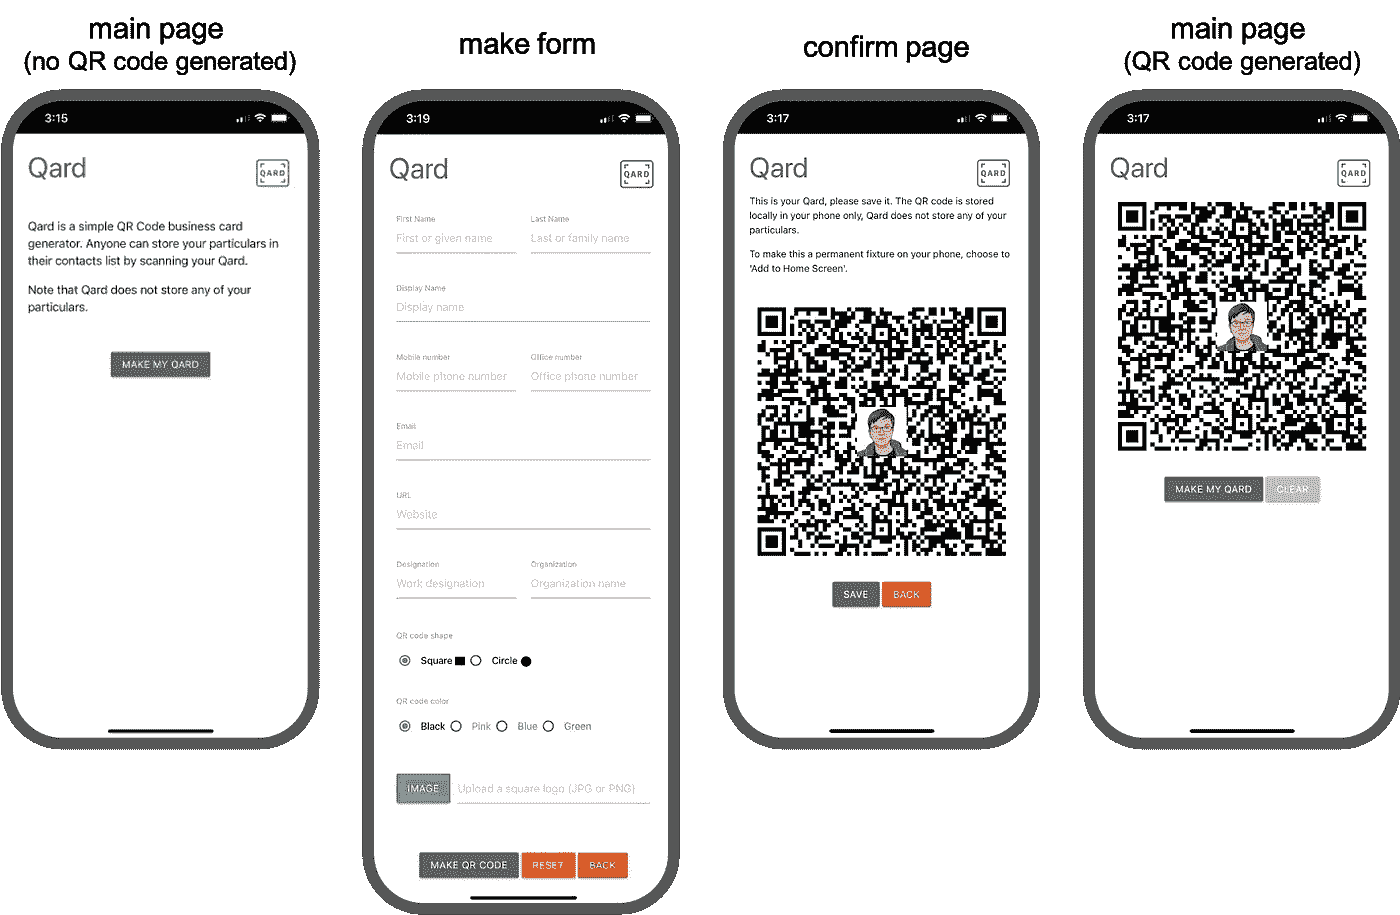 main page
(no QR code generated)
3:15
Qard
QARD
Qard is a simple QR Code business card
generator. Anyone can store your particulars in
their contacts list by scanning your Qard.
Note that Qard does not store any of your
particulars.
MAKE MY QARD
make form
3:19
Qard
QARD
First Name
Last Name
First or given name
Last or family name
Display Name
Display name
Mobile number
Office number
Mobile phone number
Office phone number
Email
Email
URL
Website
Designation
Organization
Work designation
Organization name
QR code shape
Square
Circle
QR code color
Black
Pink
Blue
Green
IMAGE
Upload a square logo (JPG or PNG)
MAKE QR CODE
RESET
BACK
confirm page
3:17
Qard
QARD
This is your Qard, please save it. The QR code is stored
locally in your phone only, Qard does not store any of your
particulars.
To make this a permanent fixture on your phone, choose to
'Add to Home Screen'.
SAVE
BACK
main page
(QR code generated)
3:17
Qard
QARD
MAKE MY QARD
CLEAR